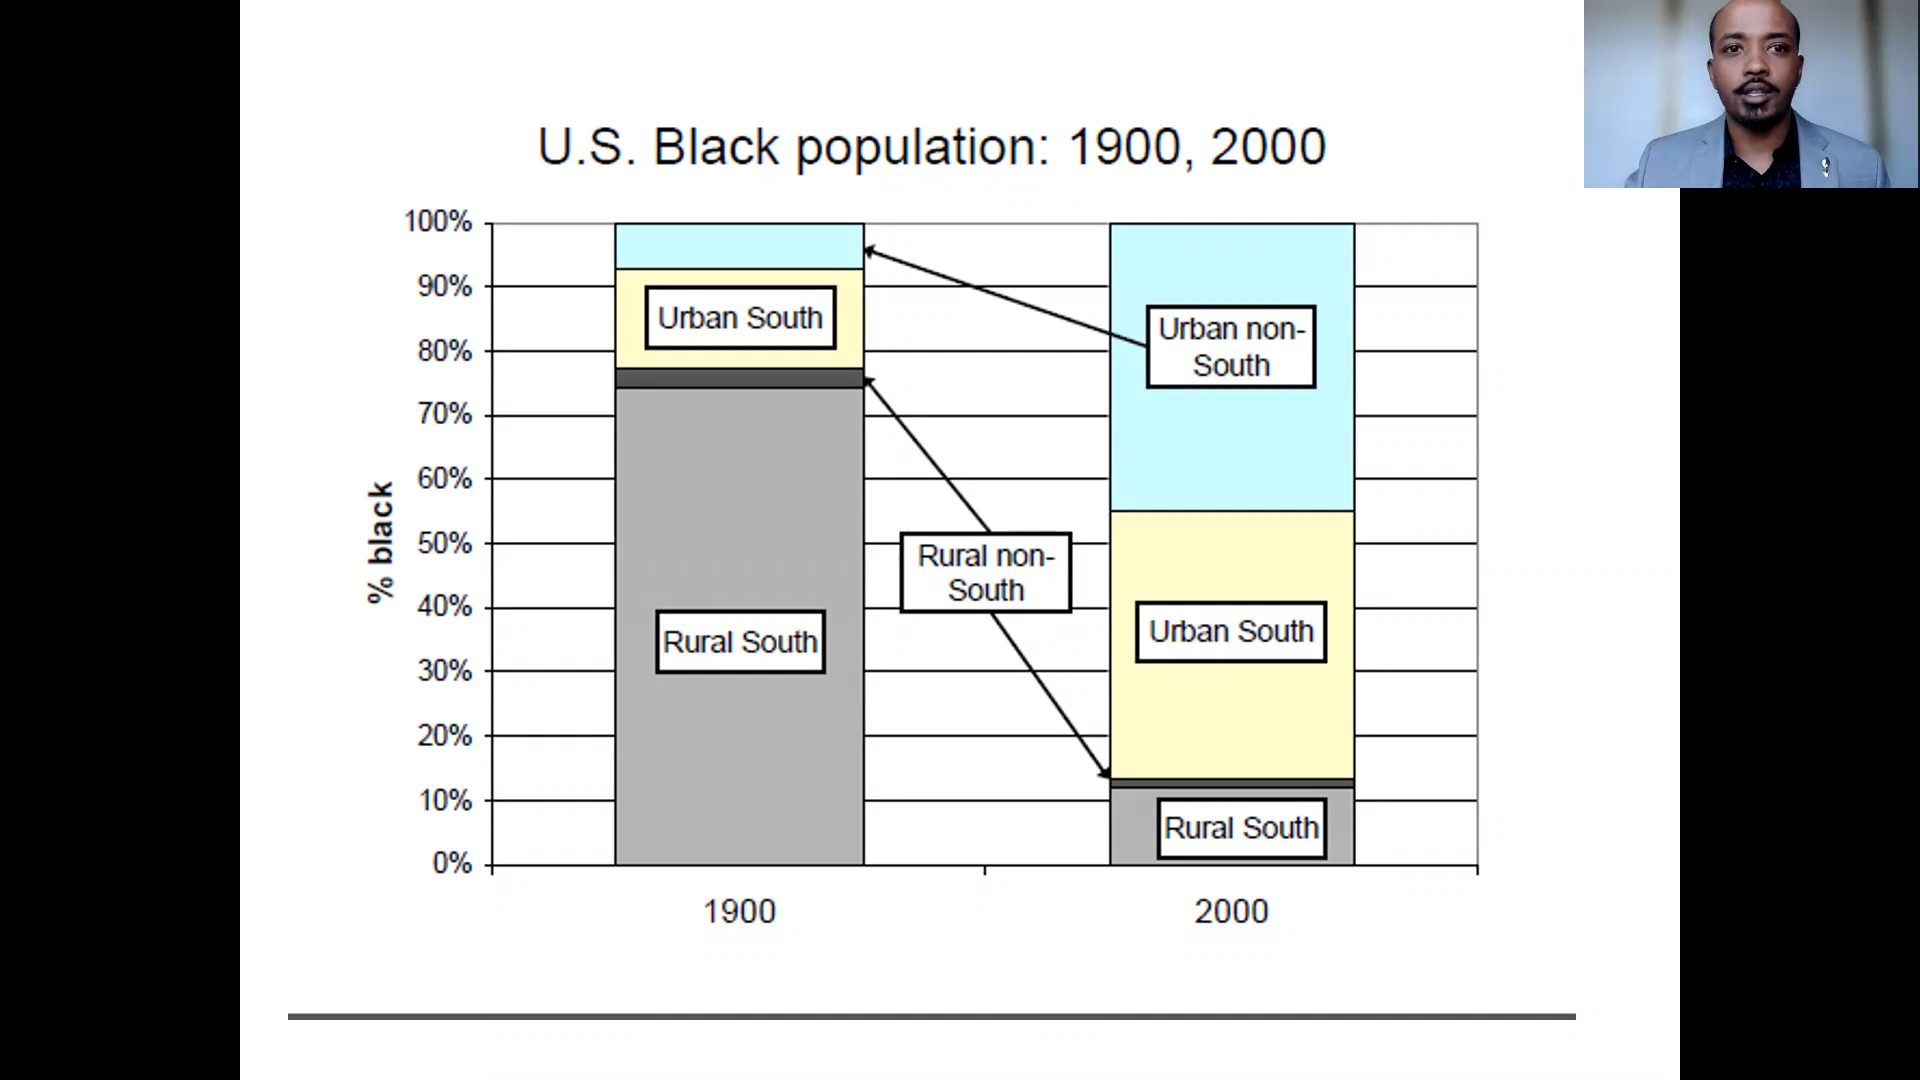 U.S. Black population: 1900, 2000
100%
90%
80%
70%
60%
50%
40%
30%
20%
10%
0%
% black
Urban South
Rural South
Rural non-
South
Urban non-
South
Urban South
Rural South
1900
2000